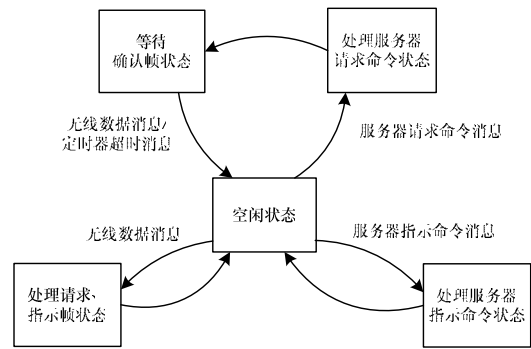 等待
确认帧状态
处理服务器
请求命令状态
无线数据消息/
定时器超时消息
服务器请求命令消息
空闲状态
无线数据消息
服务器指示命令消息
处理请求、
指示帧状态
处理服务器
指示命令状态